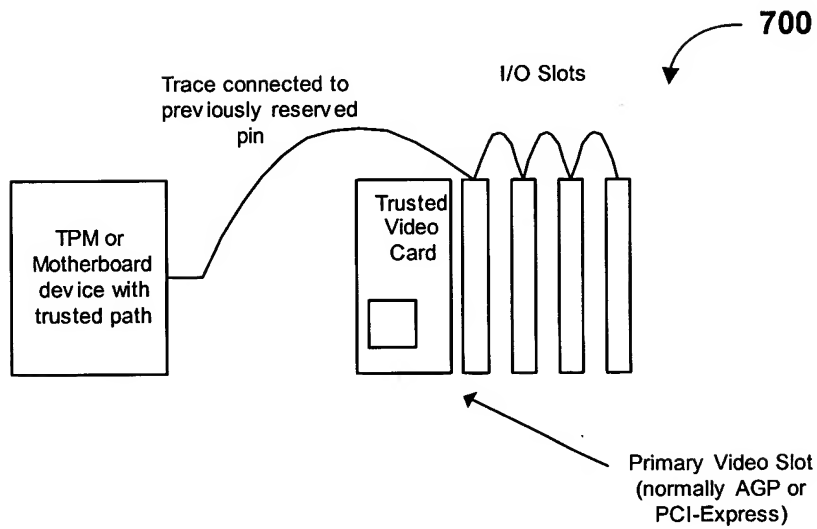 700
I/O Slots
Trace connected to
previously reserved
pin
Trusted
Video
Card
TPM or
Motherboard
device with
trusted path
Primary Video Slot
(normally AGP or
PCI-Express)